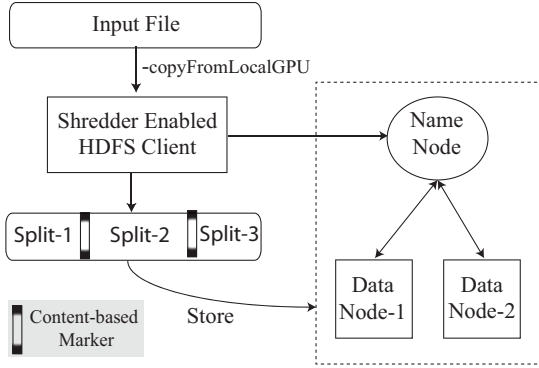 Input File
-copyFromLocalGPU
Shredder Enabled
HDFS Client
Name
Node
Split-1
Split-2
Split-3
Data
Node-1
Data
Node-2
Store
Content-based
Marker